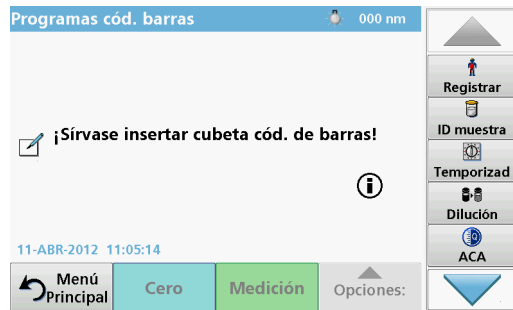 Programas cód. barras
000 nm
¡Sírvase insertar cubeta cód. de barras!
11-ABR-2012 11:05:14
Menú
Principal
Cero
Medición
Opciones:
Registrar
ID muestra
Temporizad
Dilución
ACA